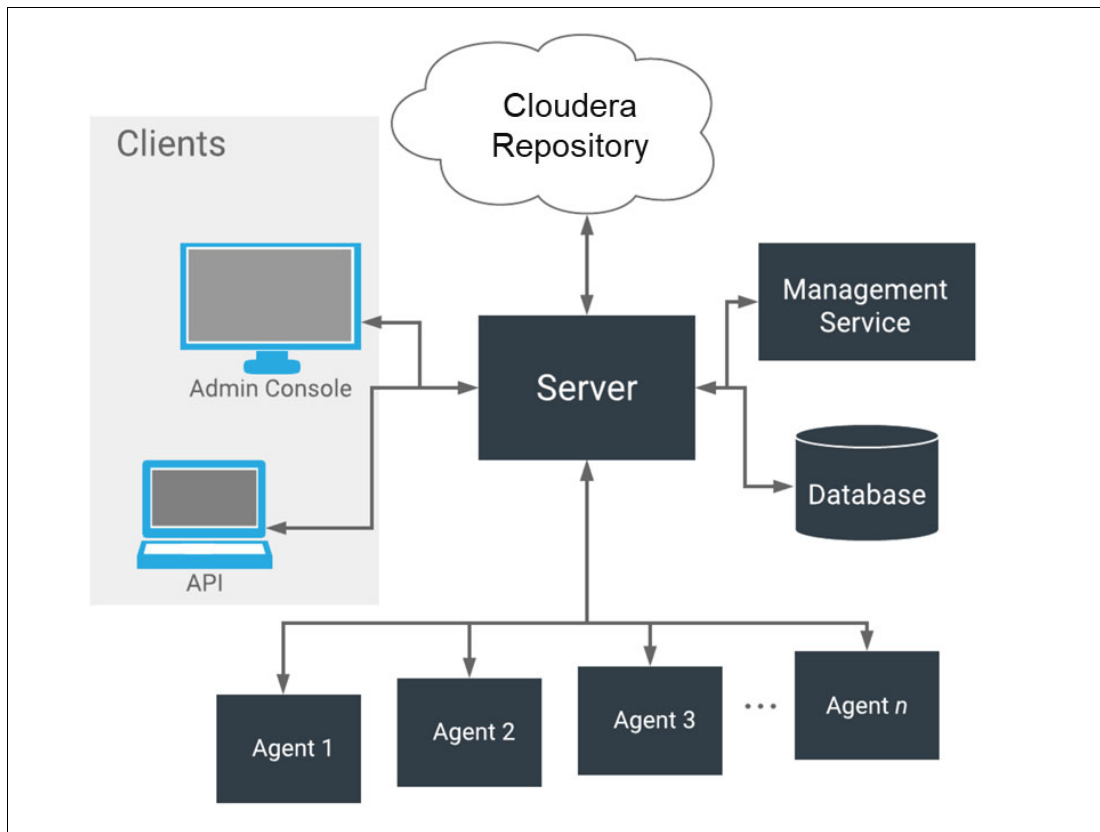 Cloudera
Repository
Clients
Admin Console
API
Server
Management
Service
Database
Agent 1
Agent 2
Agent 3
...
Agent n